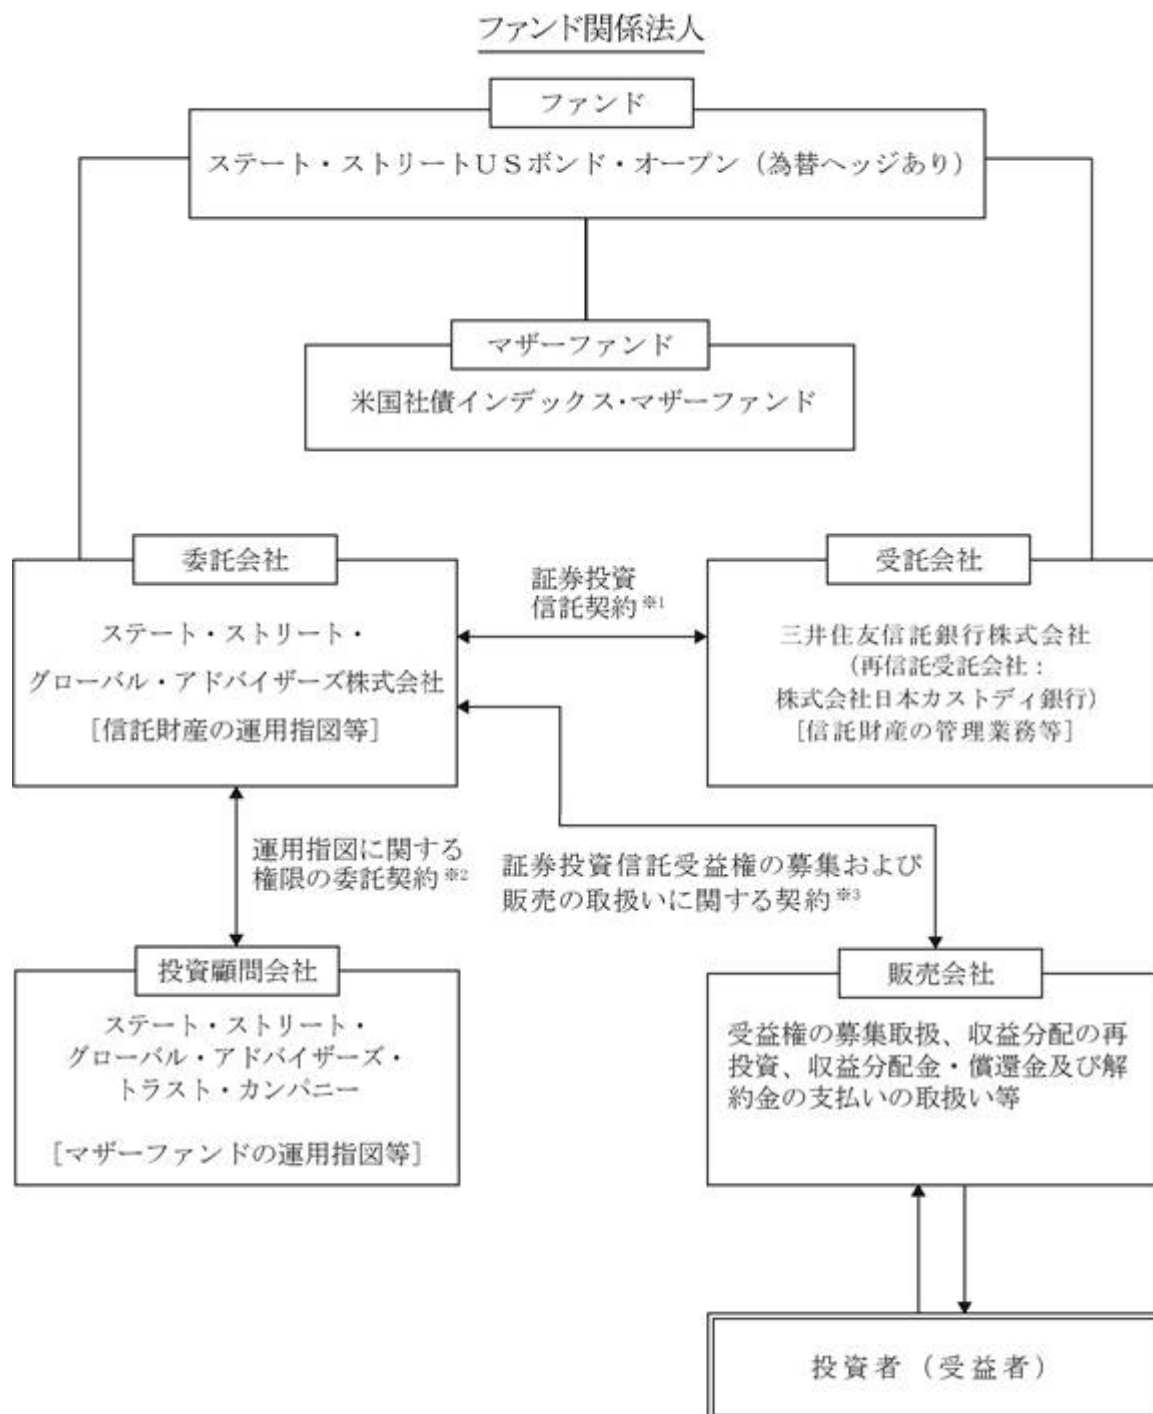 ファンド関係法人
ファンド
ステート・ストリートUSボンド・オープン（為替ヘッジあり）
マザーファンド
米国社債インデックス・マザーファンド
委託会社
ステート・ストリート・
グローバル・アドバイザーズ株式会社
［信託財産の運用指図等］
証券投資
信託契約※1
受託会社
三井住友信託銀行株式会社
（再信託受託会社：
株式会社日本カストディ銀行）
［信託財産の管理業務等］
運用指図に関する
権限の委託契約※2
証券投資信託受益権の募集および
販売の取扱いに関する契約※3
投資顧問会社
ステート・ストリート・
グローバル・アドバイザーズ・
トラスト・カンパニー
［マザーファンドの運用指図等］
販売会社
受益権の募集取扱、収益分配の再
投資、収益分配金・償還金及び解
約金の支払いの取扱い等
投資者（受益者）